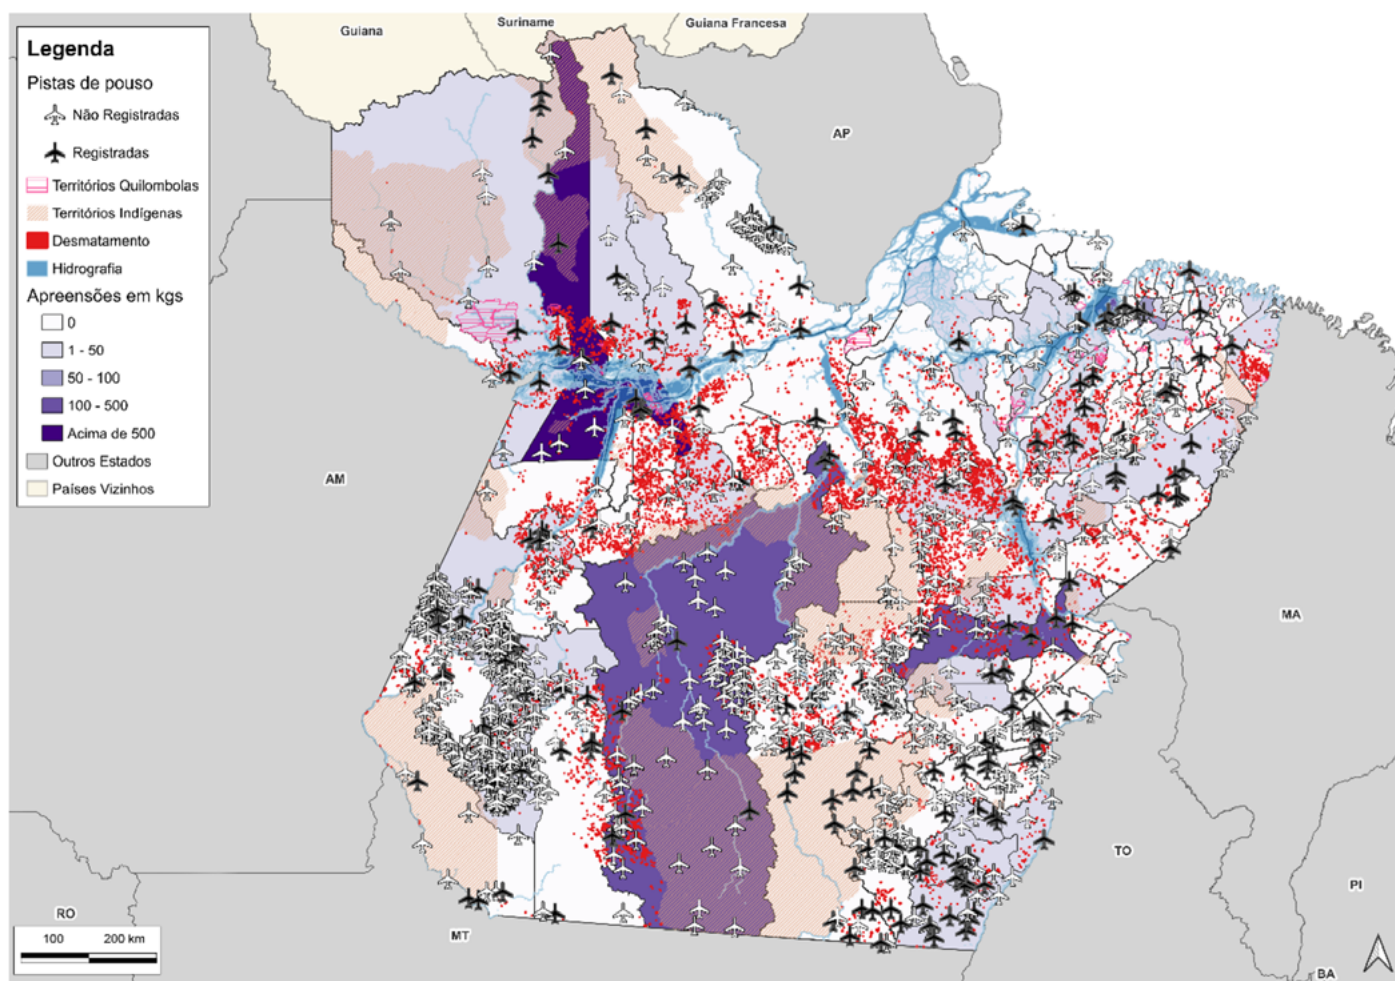 Guiana
Suriname
Guiana Francesa
Legenda
Pistas de pouso
Não Registradas
Registradas
Territórios Quilombolas
Territórios Indígenas
Desmatamento
Hidrografia
Apreensões em kgs
0
1 - 50
50 - 100
100 - 500
Acima de 500
Outros Estados
Países Vizinhos
AP
AM
MA
TO
PI
RO
MT
BA
100 200 km